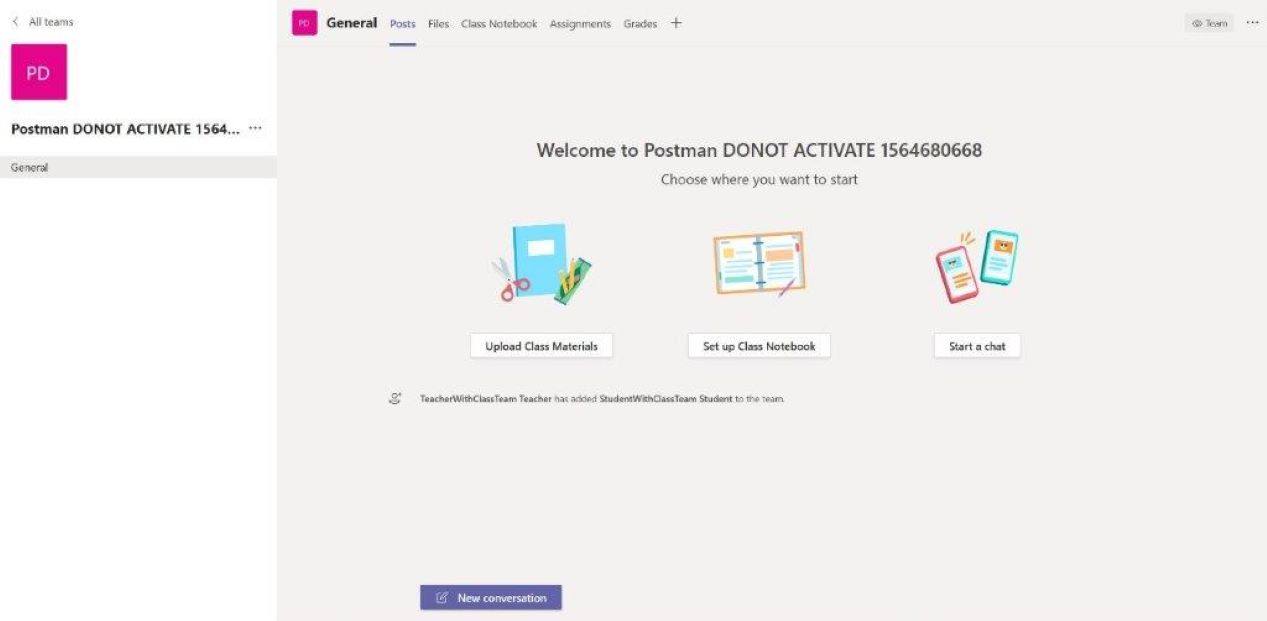 All teams
PD
Postman DONOT ACTIVATE 1564... ...
General
PD General Posts Files Class Notebook Assignments Grades +
Team ...
Welcome to Postman DONOT ACTIVATE 1564680668
Choose where you want to start
Upload Class Materials Set up Class Notebook Start a chat
TeacherWithClassTeam Teacher has added StudentWithClassTeam Student to the team.
New conversation